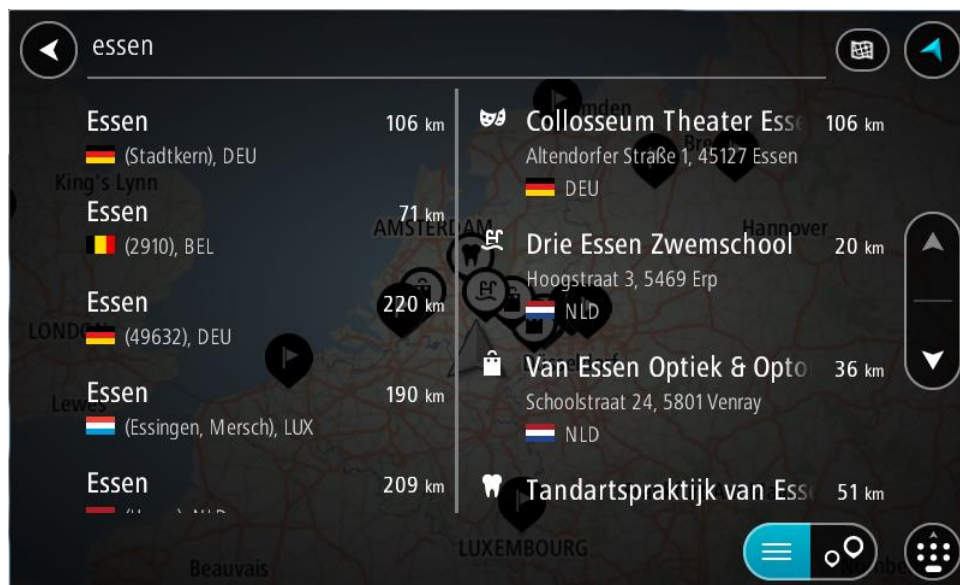 essen
Essen 106 km
(Stadtkern), DEU
Essen 71 km
(2910), BEL
Essen 220 km
(49632), DEU
Essen 190 km
(Essingen, Mersch), LUX
Essen 209 km
NLD
Collosseum Theater Esse 106 km
Altendorfer Straße 1, 45127 Essen
DEU
Drie Essen Zwemschool 20 km
Hoogstraat 3, 5469 Erp
NLD
Van Essen Optiek & Opto 36 km
Schoolstraat 24, 5801 Venray
NLD
Tandartspraktijk van Esse 51 km
King's Lynn
AMSTERDAM
Hannover
LONDON
Lewes
LUXEMBOURG
Beauvais